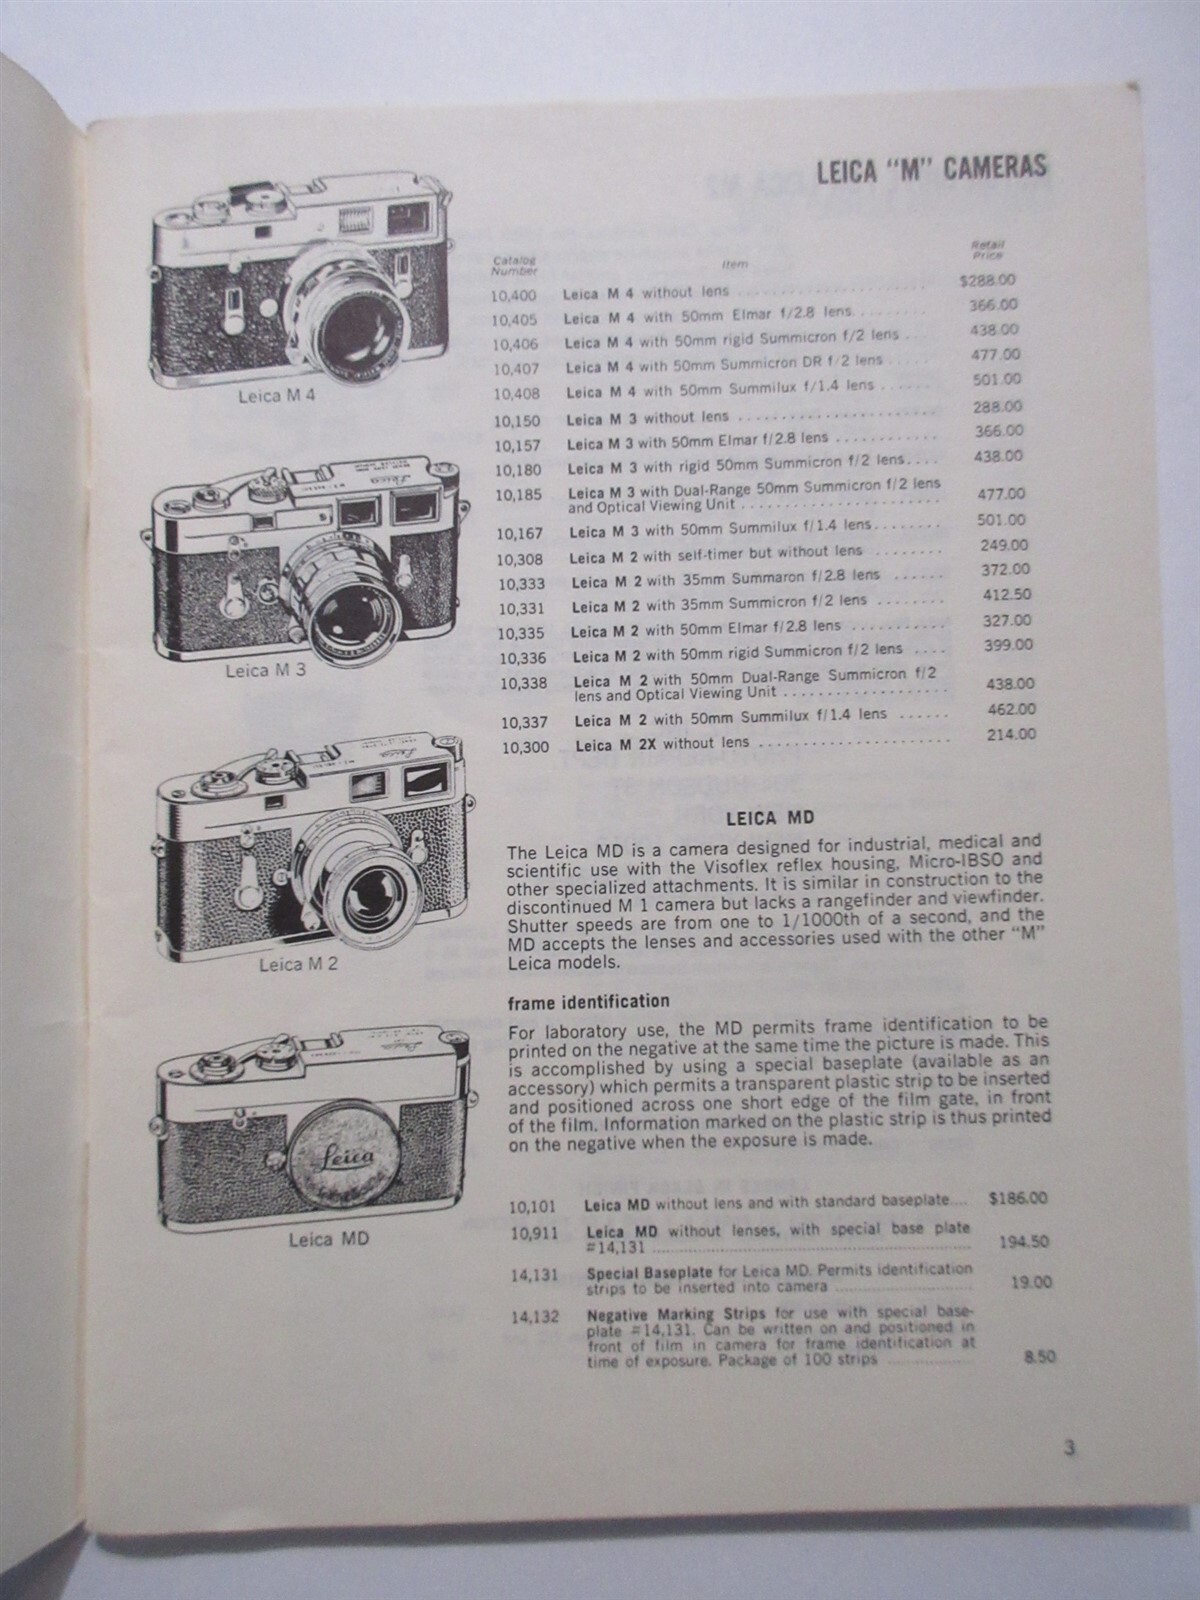 LEICA "M" CAMERAS
Catalog
Number
Item
Retail
Price
10,400 Leica M 4 without lens $288.00
10,405 Leica M 4 with 50mm Elmar f/2.8 lens 366.00
10,406 Leica M 4 with 50mm rigid Summicron f/2 lens 438.00
10,407 Leica M 4 with 50mm Summicron DR f/2 lens 477.00
10,408 Leica M 4 with 50mm Summilux f/1.4 lens 501.00
10,150 Leica M 3 without lens 288.00
10,157 Leica M 3 with 50mm Elmar f/2.8 lens 366.00
10,180 Leica M 3 with rigid 50mm Summicron f/2 lens 438.00
10,185 Leica M 3 with Dual-Range 50mm Summicron f/2 lens
and Optical Viewing Unit 477.00
10,167 Leica M 3 with 50mm Summilux f/1.4 lens 501.00
10,308 Leica M 2 with self-timer but without lens 249.00
10,333 Leica M 2 with 35mm Summaron f/2.8 lens 372.00
10,331 Leica M 2 with 35mm Summicron f/2 lens 412.50
10,335 Leica M 2 with 50mm Elmar f/2.8 lens 327.00
10,336 Leica M 2 with 50mm rigid Summicron f/2 lens 399.00
10,338 Leica M 2 with 50mm Dual-Range Summicron f/2
lens and Optical Viewing Unit 438.00
10,337 Leica M 2 with 50mm Summilux f/1.4 lens 462.00
10,300 Leica M 2X without lens 214.00
Leica M 4
Leica M 3
Leica M 2
Leica
Leica MD
LEICA MD
The Leica MD is a camera designed for industrial, medical and
scientific use with the Visoflex reflex housing, Micro-IBSO and
other specialized attachments. It is similar in construction to the
discontinued M 1 camera but lacks a rangefinder and viewfinder.
Shutter speeds are from one to 1/1000th of a second, and the
MD accepts the lenses and accessories used with the other "M"
Leica models.
frame identification
For laboratory use, the MD permits frame identification to be
printed on the negative at the same time the picture is made. This
is accomplished by using a special baseplate (available as an
accessory) which permits a transparent plastic strip to be inserted
and positioned across one short edge of the film gate, in front
of the film. Information marked on the plastic strip is thus printed
on the negative when the exposure is made.
10,101 Leica MD without lens and with standard baseplate.... $186.00
10,911 Leica MD without lenses, with special base plate
#14,131 194.50
14,131 Special Baseplate for Leica MD. Permits identification
strips to be inserted into camera 19.00
14,132 Negative Marking Strips for use with special base-
plate #14,131. Can be written on and positioned in
front of film in camera for frame identification at
time of exposure. Package of 100 strips 8.50
3